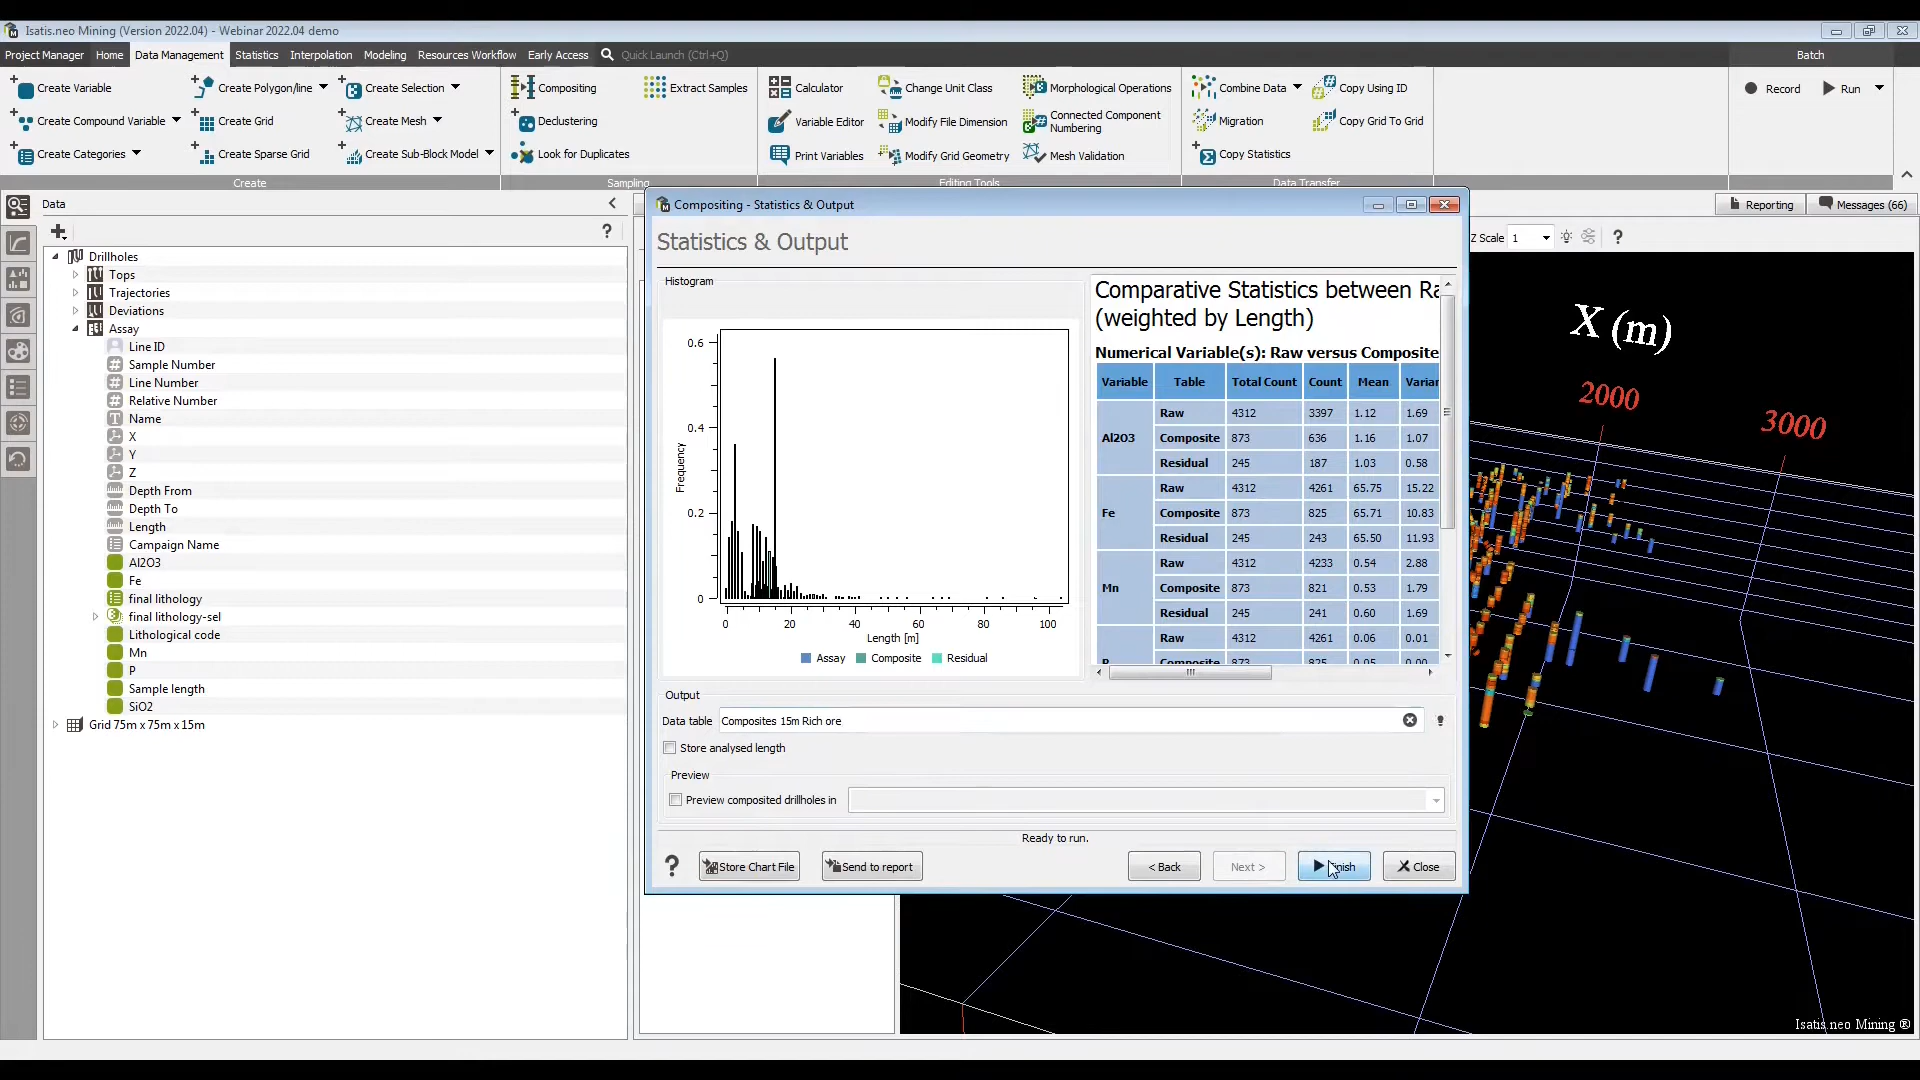 Isatis.neo Mining (Version 2022.04) - Webinar 2022.04 demo
Project Manager Home Data Management Statistics Interpolation Modeling Resources Workflow Early Access Quick Launch (Ctrl+Q) Batch
Create Variable Create Polygon/line Create Selection Compositing Extract Samples Calculator Change Unit Class Morphological Operations Combine Data Copy Using ID Record Run
Create Compound Variable Create Grid Create Mesh Declustering Variable Editor Modify File Dimension Connected Component Numbering Migration Copy Grid To Grid
Create Categories Create Sparse Grid Create Sub-Block Model Look for Duplicates Print Variables Modify Grid Geometry Mesh Validation Copy Statistics
Create Sampling Editing Tools Data Transfer
Data
?
Drillholes
Tops
Trajectories
Deviations
Assay
Line ID
Sample Number
Line Number
Relative Number
Name
X
Y
Z
Depth From
Depth To
Length
Campaign Name
Al2O3
Fe
final lithology
final lithology-sel
Lithological code
Mn
P
Sample length
SiO2
Grid 75m x 75m x 15m
Compositing - Statistics & Output
Statistics & Output
Histogram
0.6
0.4
0.2
0
Frequency
0 20 40 60 80 100
Length [m]
Assay Composite Residual
Comparative Statistics between Ra
(weighted by Length)
Numerical Variable(s): Raw versus Composite
Variable Table Total Count Count Mean Varian
Al2O3
Raw 4312 3397 1.12 1.69
Composite 873 636 1.16 1.07
Residual 245 187 1.03 0.58
Fe
Raw 4312 4261 65.75 15.22
Composite 873 825 65.71 10.83
Residual 245 243 65.50 11.93
Mn
Raw 4312 4233 0.54 2.88
Composite 873 821 0.53 1.79
Residual 245 241 0.60 1.69
P
Raw 4312 4261 0.06 0.01
Composite 873 825 0.05 0.00
Output
Data table Composites 15m Rich ore
Store analysed length
Preview
Preview composited drillholes in
Ready to run.
? Store Chart File Send to report < Back Next > Finish Close
Reporting Messages (66)
Z Scale 1 ?
X (m)
2000
3000
Isatis.neo Mining ®